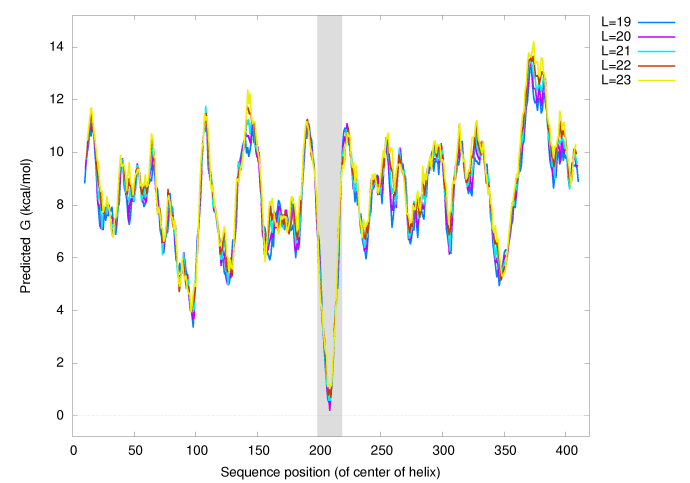 L=19
L=20
L=21
L=22
L=23
14
12
10
8
6
4
2
0
Predicted G (kcal/mol)
0 50 100 150 200 250 300 350 400
Sequence position (of center of helix)